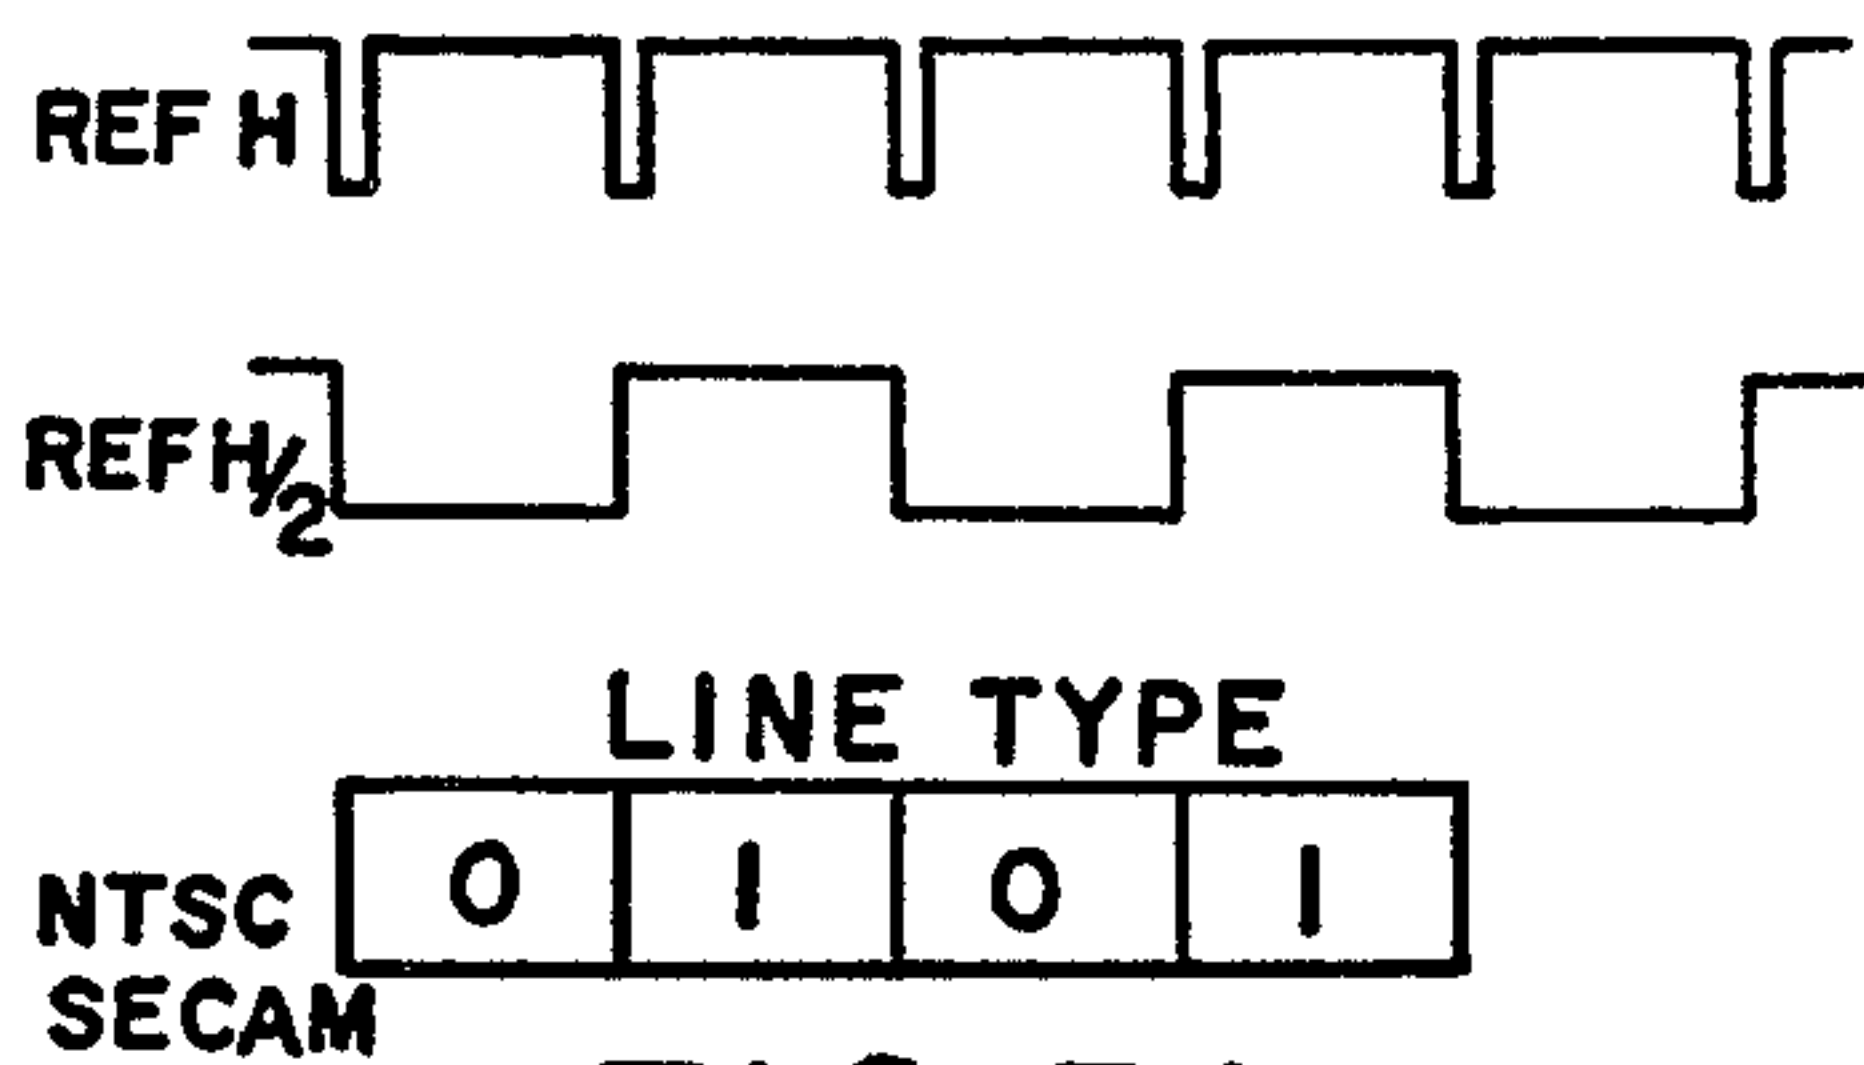 REF H
REF H/2
LINE TYPE
0 1 0 1
NTSC
SECAM